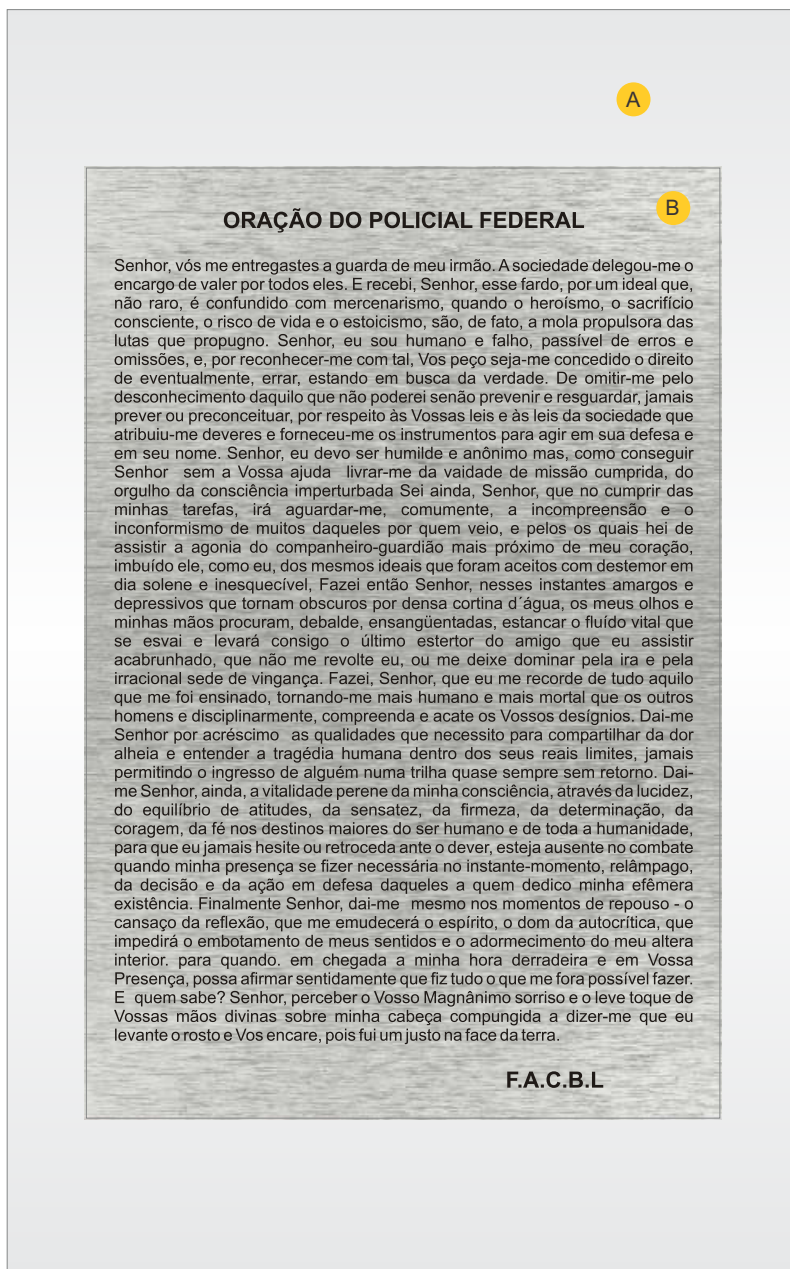 A
B
ORAÇÃO DO POLICIAL FEDERAL
Senhor, vós me entregastes a guarda de meu irmão. A sociedade delegou-me o
encargo de valer por todos eles. E recebi, Senhor, esse fardo, por um ideal que,
não raro, é confundido com mercenarismo, quando o heroísmo, o sacrifício
consciente, o risco de vida e o estoicismo, são, de fato, a mola propulsora das
lutas que propugno. Senhor, eu sou humano e falho, passível de erros e
omissões, e, por reconhecer-me com tal, Vos peço seja-me concedido o direito
de eventualmente, errar, estando em busca da verdade. De omitir-me pelo
desconhecimento daquilo que não poderei senão prevenir e resguardar, jamais
prever ou preconceituar, por respeito às Vossas leis e às leis da sociedade que
atribuiu-me deveres e forneceu-me os instrumentos para agir em sua defesa e
em seu nome. Senhor, eu devo ser humilde e anônimo mas, como conseguir
Senhor sem a Vossa ajuda livrar-me da vaidade de missão cumprida, do
orgulho da consciência imperturbada Sei ainda, Senhor, que no cumprir das
minhas tarefas, irá aguardar-me, comumente, a incompreensão e o
inconformismo de muitos daqueles por quem veio, e pelos os quais hei de
assistir a agonia do companheiro-guardião mais próximo de meu coração,
imbuído ele, como eu, dos mesmos ideais que foram aceitos com destemor em
dia solene e inesquecível, Fazei então Senhor, nesses instantes amargos e
depressivos que tornam obscuros por densa cortina d´água, os meus olhos e
minhas mãos procuram, debalde, ensangüentadas, estancar o fluído vital que
se esvai e levará consigo o último estertor do amigo que eu assistir
acabrunhado, que não me revolte eu, ou me deixe dominar pela ira e pela
irracional sede de vingança. Fazei, Senhor, que eu me recorde de tudo aquilo
que me foi ensinado, tornando-me mais humano e mais mortal que os outros
homens e disciplinarmente, compreenda e acate os Vossos desígnios. Dai-me
Senhor por acréscimo as qualidades que necessito para compartilhar da dor
alheia e entender a tragédia humana dentro dos seus reais limites, jamais
permitindo o ingresso de alguém numa trilha quase sempre sem retorno. Dai-
me Senhor, ainda, a vitalidade perene da minha consciência, através da lucidez,
do equilíbrio de atitudes, da sensatez, da firmeza, da determinação, da
coragem, da fé nos destinos maiores do ser humano e de toda a humanidade,
para que eu jamais hesite ou retroceda ante o dever, esteja ausente no combate
quando minha presença se fizer necessária no instante-momento, relâmpago,
da decisão e da ação em defesa daqueles a quem dedico minha efêmera
existência. Finalmente Senhor, dai-me mesmo nos momentos de repouso - o
cansaço da reflexão, que me emudecerá o espírito, o dom da autocrítica, que
impedirá o embotamento de meus sentidos e o adormecimento do meu altera
interior. para quando. em chegada a minha hora derradeira e em Vossa
Presença, possa afirmar sentidamente que fiz tudo o que me fora possível fazer.
E quem sabe? Senhor, perceber o Vosso Magnânimo sorriso e o leve toque de
Vossas mãos divinas sobre minha cabeça compungida a dizer-me que eu
levante o rosto e Vos encare, pois fui um justo na face da terra.
F.A.C.B.L